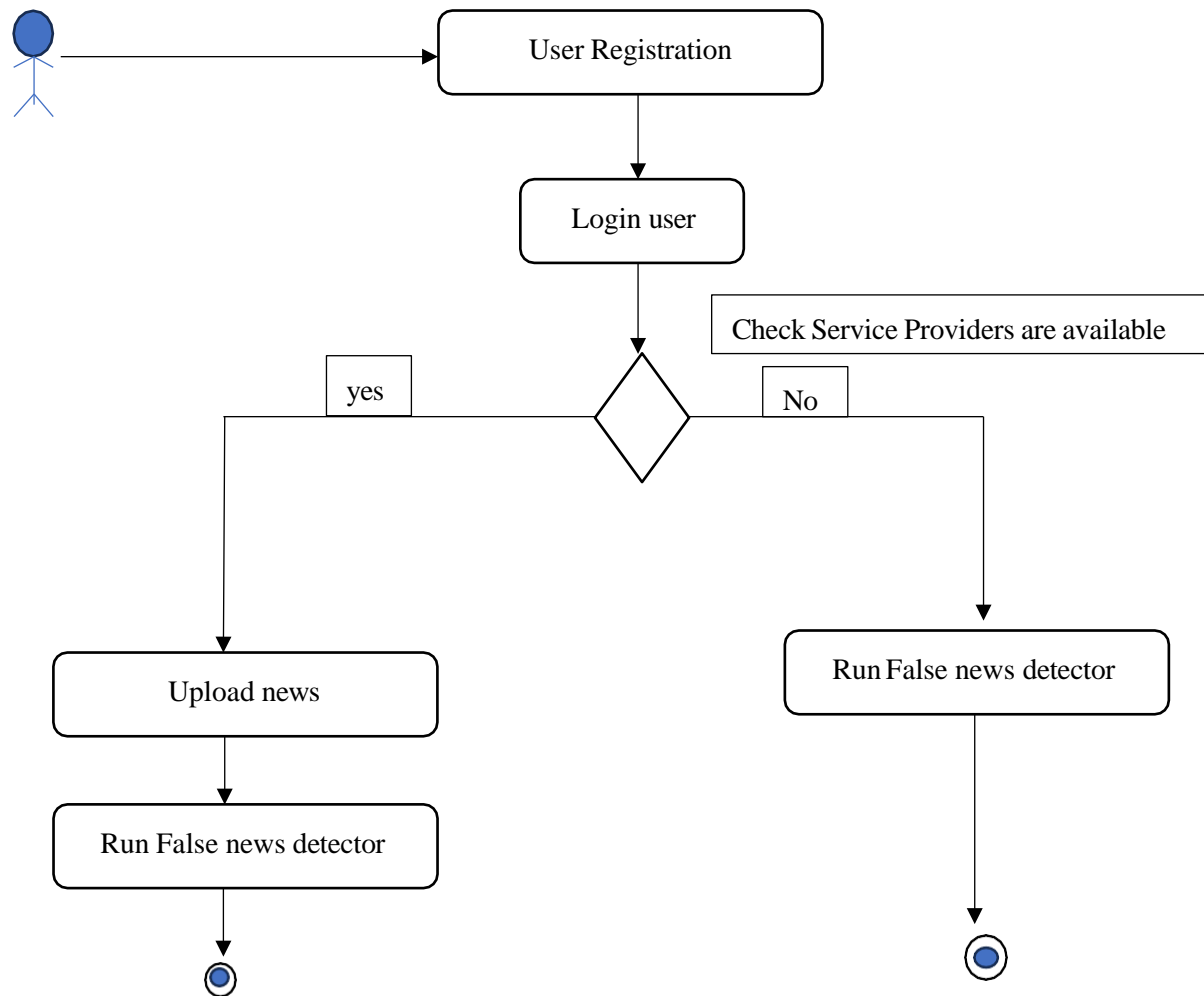 User Registration
Login user
Check Service Providers are available
yes
No
Run False news detector
Upload news
Run False news detector